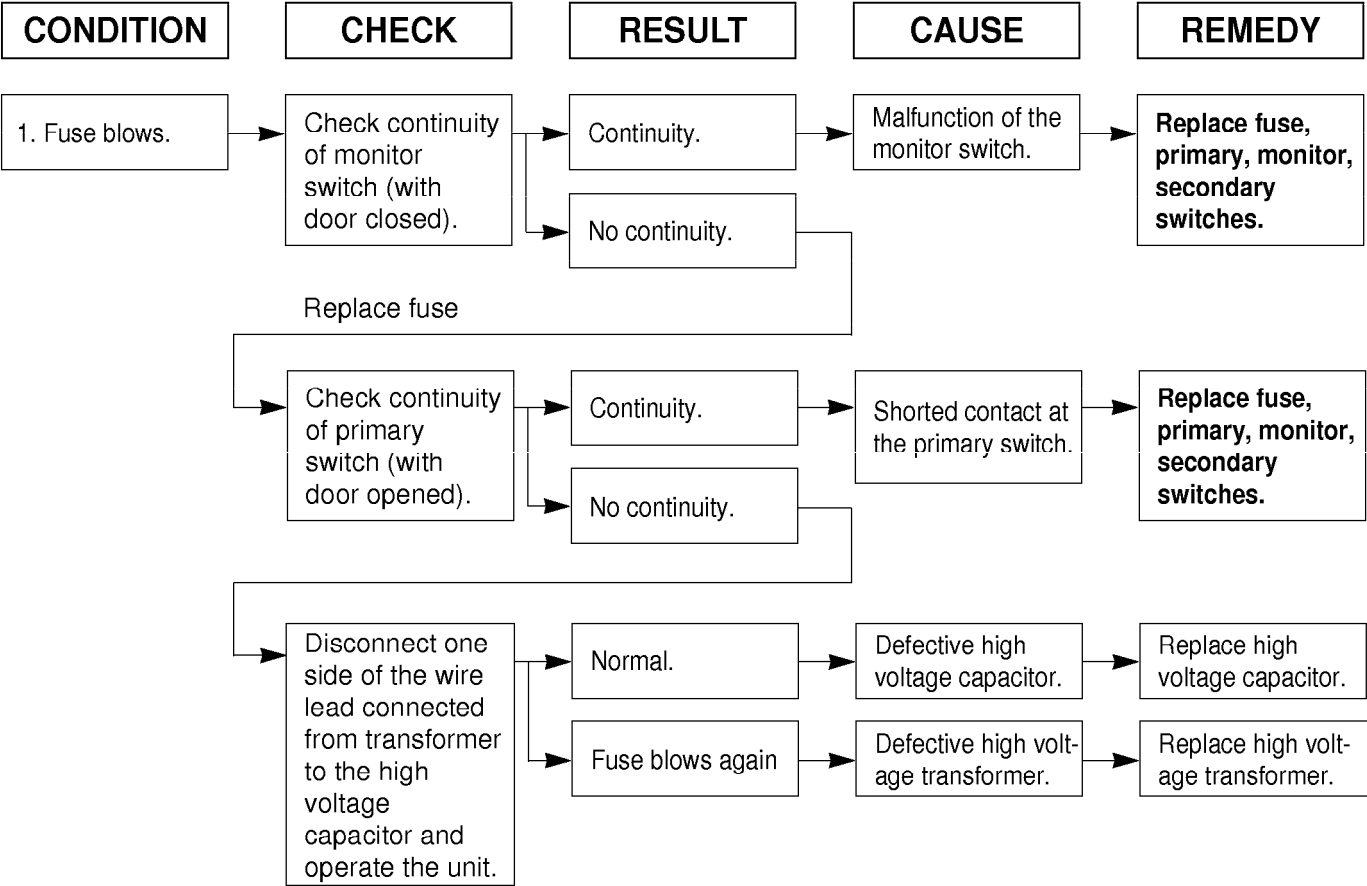 CONDITION
CHECK
RESULT
CAUSE
REMEDY
1. Fuse blows.
Check continuity
of monitor
switch (with
door closed).
Continuity.
Malfunction of the
monitor switch.
Replace fuse,
primary, monitor,
secondary
switches.
No continuity.
Replace fuse
Check continuity
of primary
switch (with
door opened).
Continuity.
Shorted contact at
the primary switch.
Replace fuse,
primary, monitor,
secondary
switches.
No continuity.
Disconnect one
side of the wire
lead connected
from transformer
to the high
voltage
capacitor and
operate the unit.
Normal.
Defective high
voltage capacitor.
Replace high
voltage capacitor.
Fuse blows again
Defective high volt-
age transformer.
Replace high volt-
age transformer.